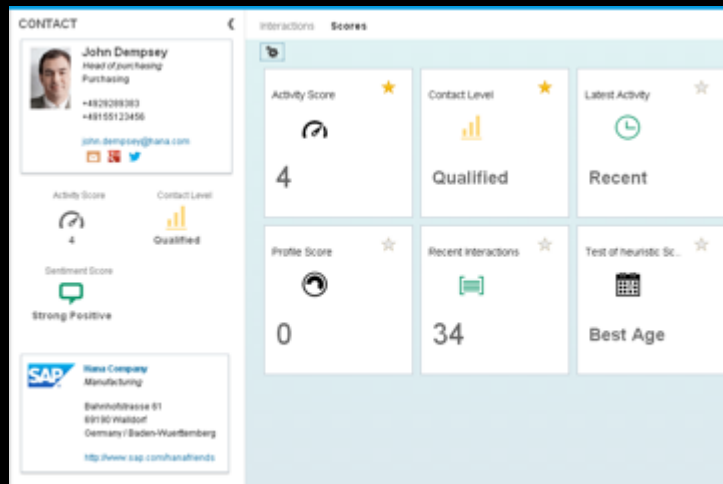 CONTACT
John Dempsey
Head of purchasing
Purchasing
+4929289383
+49155123456
john.dempsey@hana.com
Activity Score
4
Contact Level
Qualified
Sentiment Score
Strong Positive
SAP
Hana Company
Manufacturing
Bahnhofstrasse 61
69190 Walldorf
Germany / Baden-Wuerttemberg
http://www.sap.com/hanafriends
Interactions Scores
Activity Score
4
Contact Level
Qualified
Latest Activity
Recent
Profile Score
0
Recent Interactions
34
Test of heuristic Sc..
Best Age